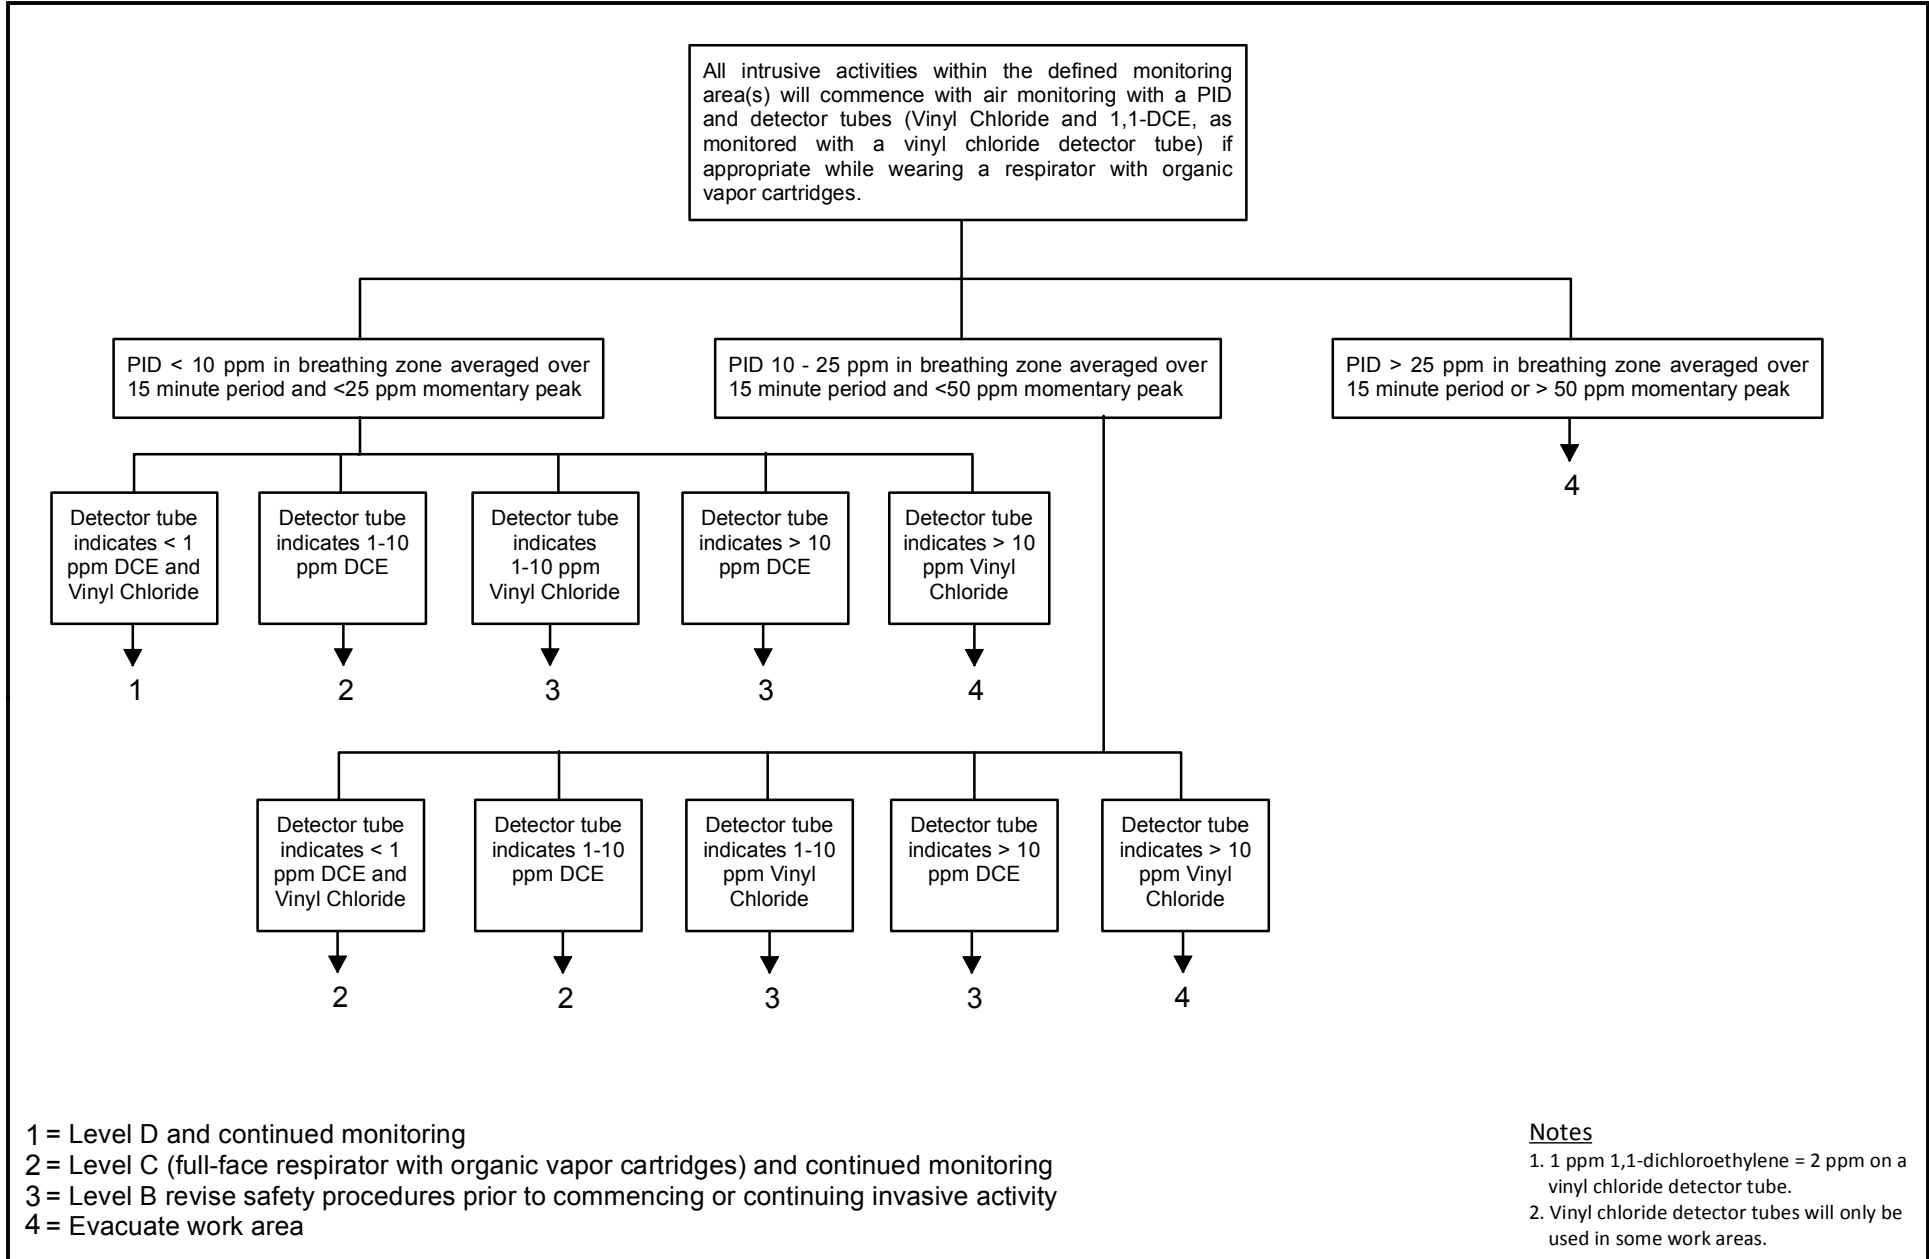 All intrusive activities within the defined monitoring
area(s) will commence with air monitoring with a PID
and detector tubes (Vinyl Chloride and 1,1-DCE, as
monitored with a vinyl chloride detector tube) if
appropriate while wearing a respirator with organic
vapor cartridges.
PID < 10 ppm in breathing zone averaged over
15 minute period and <25 ppm momentary peak
PID 10 - 25 ppm in breathing zone averaged over
15 minute period and <50 ppm momentary peak
PID > 25 ppm in breathing zone averaged over
15 minute period or > 50 ppm momentary peak
4
Detector tube
indicates < 1
ppm DCE and
Vinyl Chloride
Detector tube
indicates 1-10
ppm DCE
Detector tube
indicates
1-10 ppm
Vinyl Chloride
Detector tube
indicates > 10
ppm DCE
Detector tube
indicates > 10
ppm Vinyl
Chloride
1
2
3
3
4
Detector tube
indicates < 1
ppm DCE and
Vinyl Chloride
Detector tube
indicates 1-10
ppm DCE
Detector tube
indicates 1-10
ppm Vinyl
Chloride
Detector tube
indicates > 10
ppm DCE
Detector tube
indicates > 10
ppm Vinyl
Chloride
2
2
3
3
4
1 = Level D and continued monitoring
2 = Level C (full-face respirator with organic vapor cartridges) and continued monitoring
3 = Level B revise safety procedures prior to commencing or continuing invasive activity
4 = Evacuate work area
Notes
1. 1 ppm 1,1-dichloroethylene = 2 ppm on a
vinyl chloride detector tube.
2. Vinyl chloride detector tubes will only be
used in some work areas.